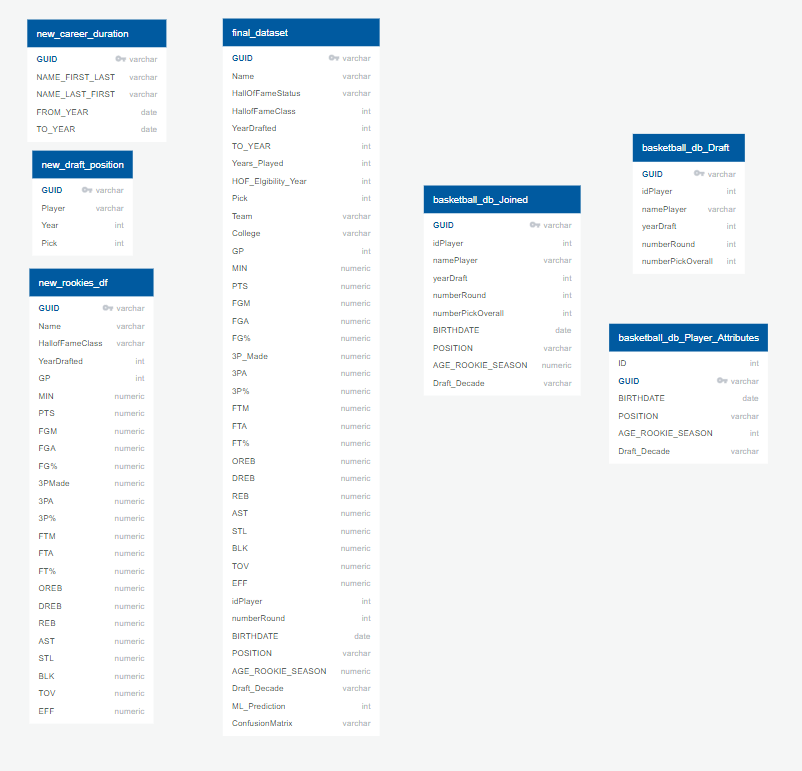 new_career_duration
GUID varchar
NAME_FIRST_LAST varchar
NAME_LAST_FIRST varchar
FROM_YEAR date
TO_YEAR date
new_draft_position
GUID varchar
Player varchar
Year int
Pick int
new_rookies_df
GUID varchar
Name varchar
HallofFameClass varchar
YearDrafted int
GP int
MIN numeric
PTS numeric
FGM numeric
FGA numeric
FG% numeric
3PMade numeric
3PA numeric
3P% numeric
FTM numeric
FTA numeric
FT% numeric
OREB numeric
DREB numeric
REB numeric
AST numeric
STL numeric
BLK numeric
TOV numeric
EFF numeric
final_dataset
GUID varchar
Name varchar
HallOfFameStatus varchar
HallofFameClass int
YearDrafted int
TO_YEAR int
Years_Played int
HOF_Elgibility_Year int
Pick int
Team varchar
College varchar
GP int
MIN numeric
PTS numeric
FGM numeric
FGA numeric
FG% numeric
3P_Made numeric
3PA numeric
3P% numeric
FTM numeric
FTA numeric
FT% numeric
OREB numeric
DREB numeric
REB numeric
AST numeric
STL numeric
BLK numeric
TOV numeric
EFF numeric
idPlayer int
numberRound int
BIRTHDATE date
POSITION varchar
AGE_ROOKIE_SEASON numeric
Draft_Decade varchar
ML_Prediction int
ConfusionMatrix varchar
basketball_db_Joined
GUID varchar
idPlayer int
namePlayer varchar
yearDraft int
numberRound int
numberPickOverall int
BIRTHDATE date
POSITION varchar
AGE_ROOKIE_SEASON numeric
Draft_Decade varchar
basketball_db_Draft
GUID varchar
idPlayer int
namePlayer varchar
yearDraft int
numberRound int
numberPickOverall int
basketball_db_Player_Attributes
ID int
GUID varchar
BIRTHDATE date
POSITION varchar
AGE_ROOKIE_SEASON int
Draft_Decade varchar